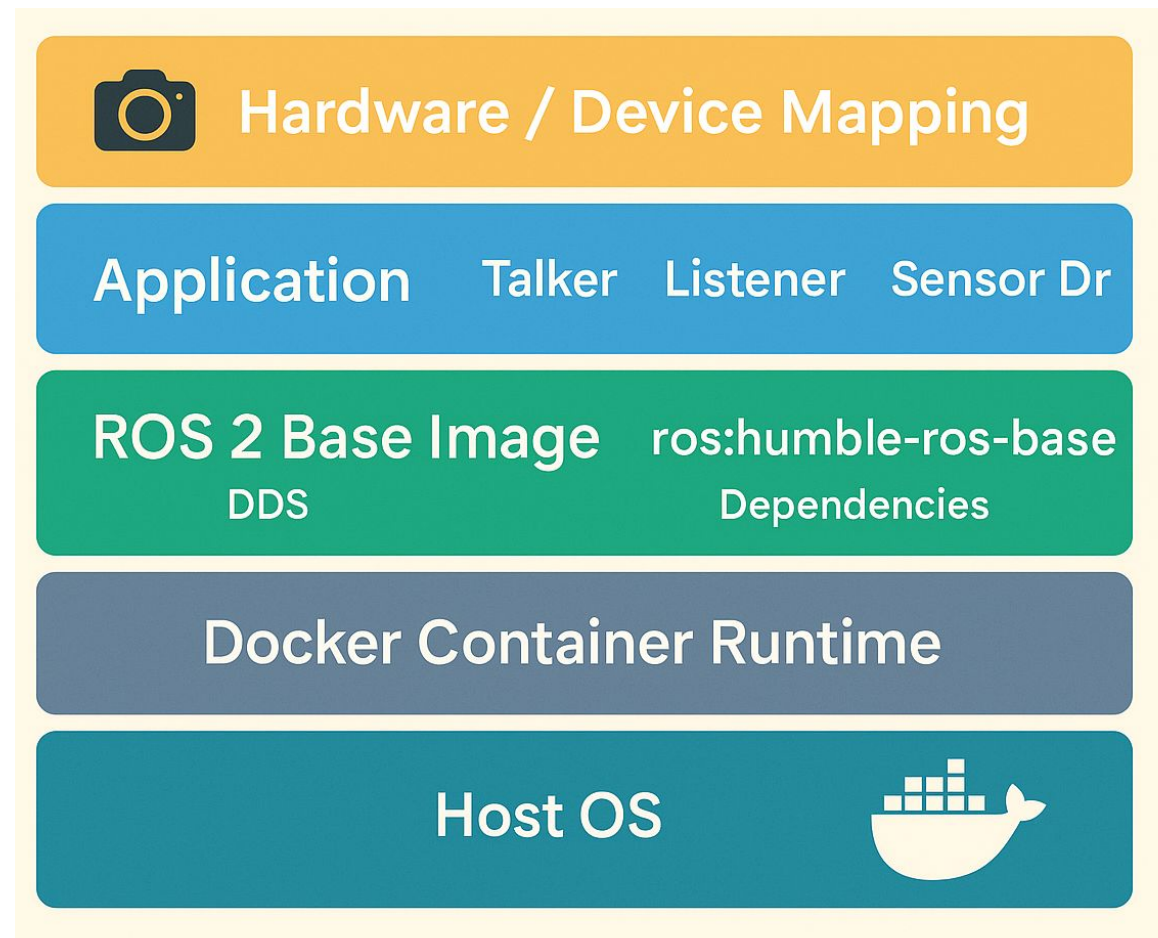 Hardware / Device Mapping
Application Talker Listener Sensor Dr
ROS 2 Base Image ros:humble-ros-base
DDS Dependencies
Docker Container Runtime
Host OS